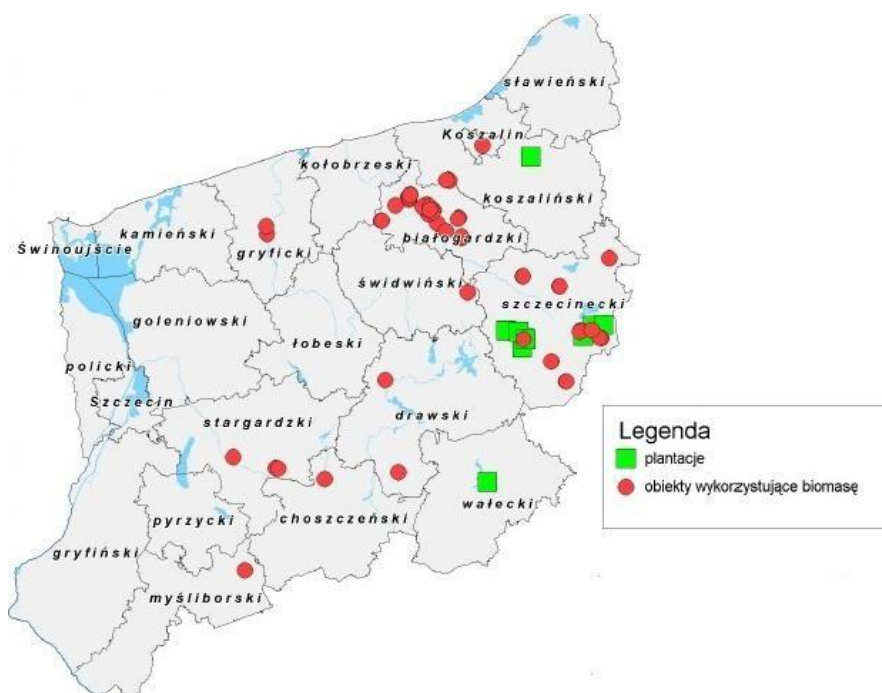 sławieński
Koszalin
kołobrzeski
koszaliński
kamieński
białogardzki
Świnoujście
gryficki
świdwiński
szczecinecki
goleniowski
łobeski
policki
Szczecin
drawski
stargardzki
Legenda
plantacje
obiekty wykorzystujące biomasę
wałecki
pyrzycki
choszczeński
gryfiński
myśliborski